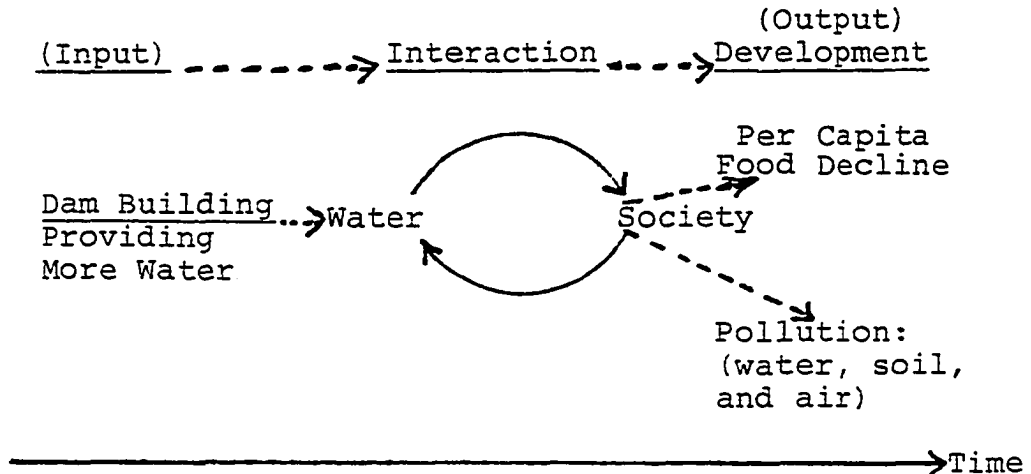 (Output)
(Input) Interaction Development
Per Capita
Food Decline
Dam Building
Providing
More Water
Water
Society
Pollution:
(water, soil,
and air)
Time